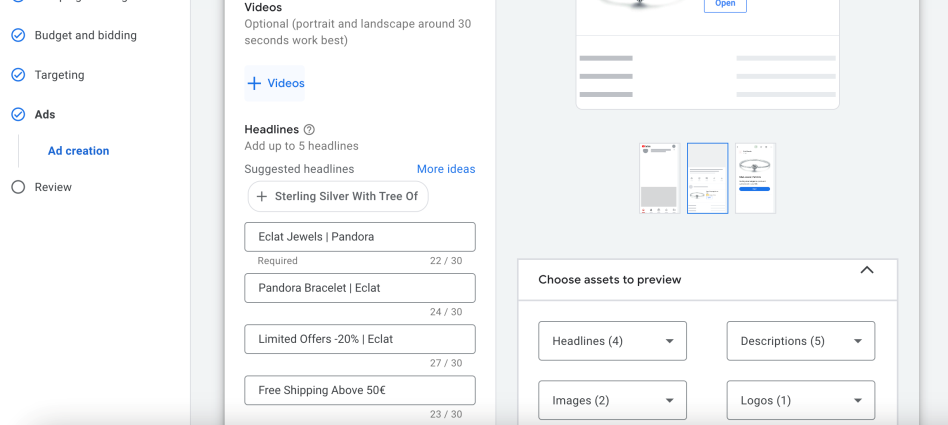 Budget and bidding
Targeting
Ads
Ad creation
Review
Videos
Optional (portrait and landscape around 30
seconds work best)
Videos
Headlines
Add up to 5 headlines
Suggested headlines
More ideas
Sterling Silver With Tree Of
Eclat Jewels | Pandora
Required
22 / 30
Pandora Bracelet | Eclat
24 / 30
Limited Offers -20% | Eclat
27 / 30
Free Shipping Above 50€
23 / 30
Open
Choose assets to preview
Headlines (4)
Descriptions (5)
Images (2)
Logos (1)